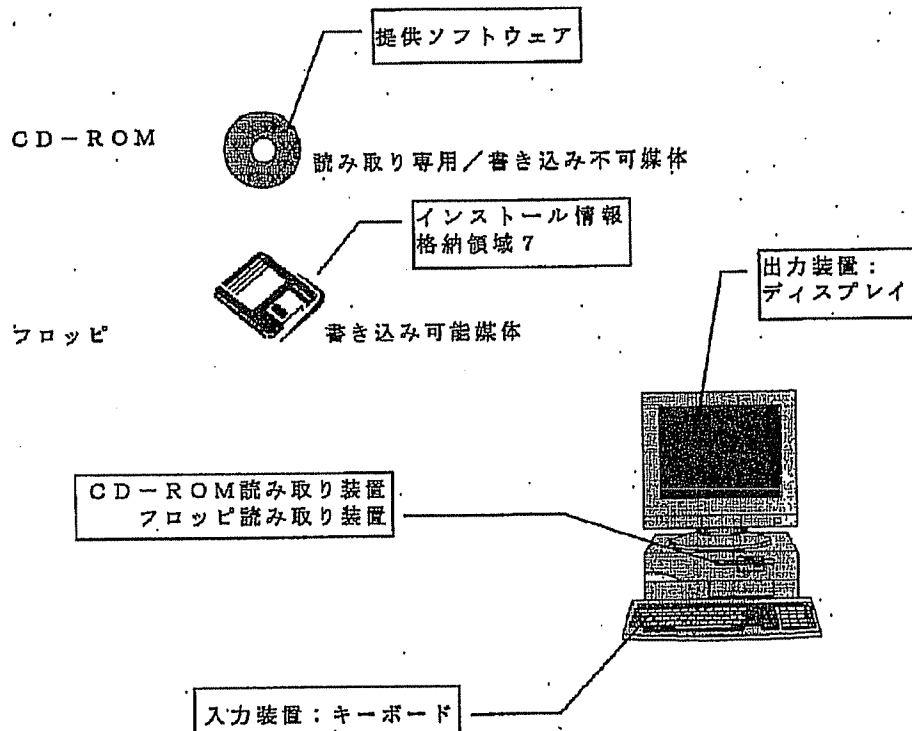 提供ソフトウェア
CD-ROM
読み取り専用/書き込み不可媒体
インストール情報
格納領域7
出力装置:
ディスプレイ
フロッピ
書き込み可能媒体
CD-ROM読み取り装置
フロッピ読み取り装置
入力装置:キーボード